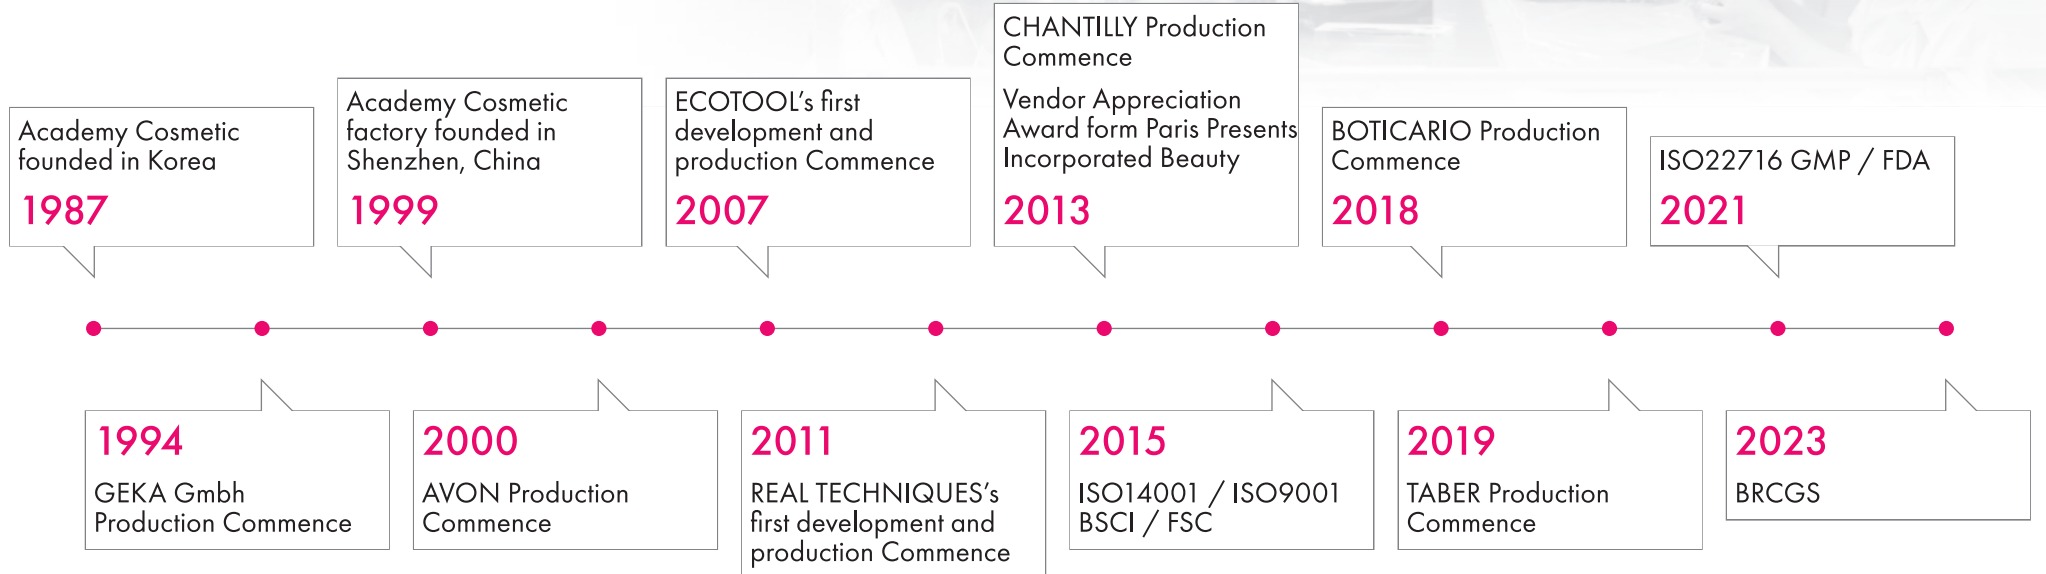 Academy Cosmetic
founded in Korea
1987
Academy Cosmetic
factory founded in
Shenzhen, China
1999
ECOTOOL's first
development and
production Commence
2007
CHANTILLY Production
Commence
Vendor Appreciation
Award form Paris Presents
Incorporated Beauty
2013
BOTICARIO Production
Commence
2018
ISO22716 GMP / FDA
2021
1994
GEKA Gmbh
Production Commence
2000
AVON Production
Commence
2011
REAL TECHNIQUES's
first development and
production Commence
2015
ISO14001 / ISO9001
BSCI / FSC
2019
TABER Production
Commence
2023
BRCGS